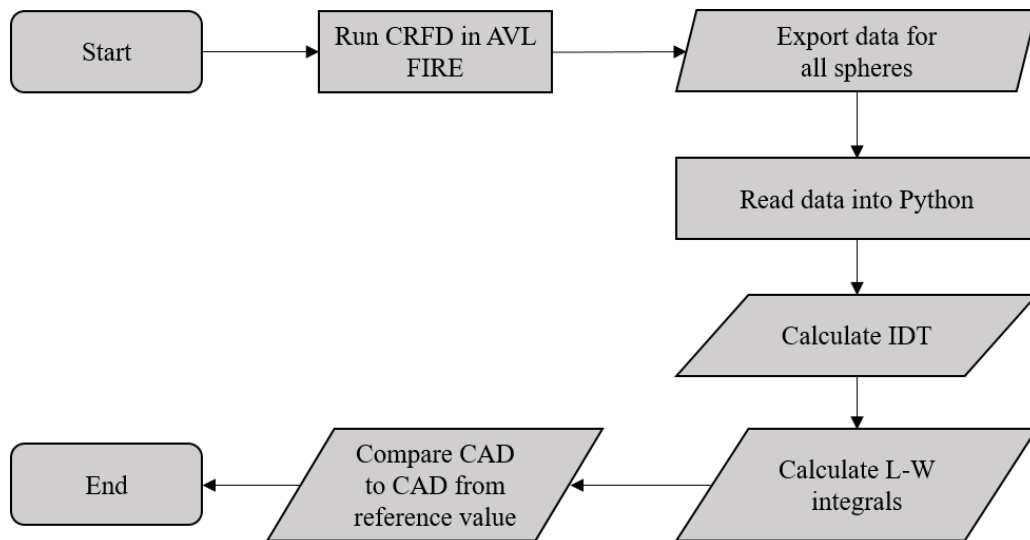 Start
Run CRFD in AVL
FIRE
Export data for
all spheres
Read data into Python
Calculate IDT
Calculate L-W
integrals
Compare CAD
to CAD from
reference value
End